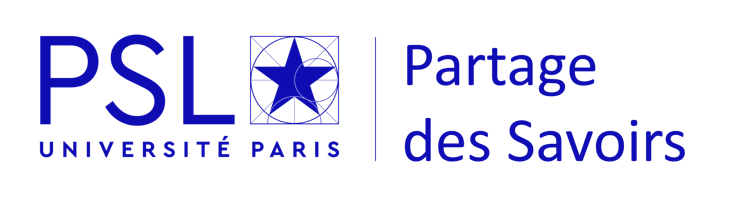 PSL
UNIVERSITÉ PARIS
Partage
des Savoirs